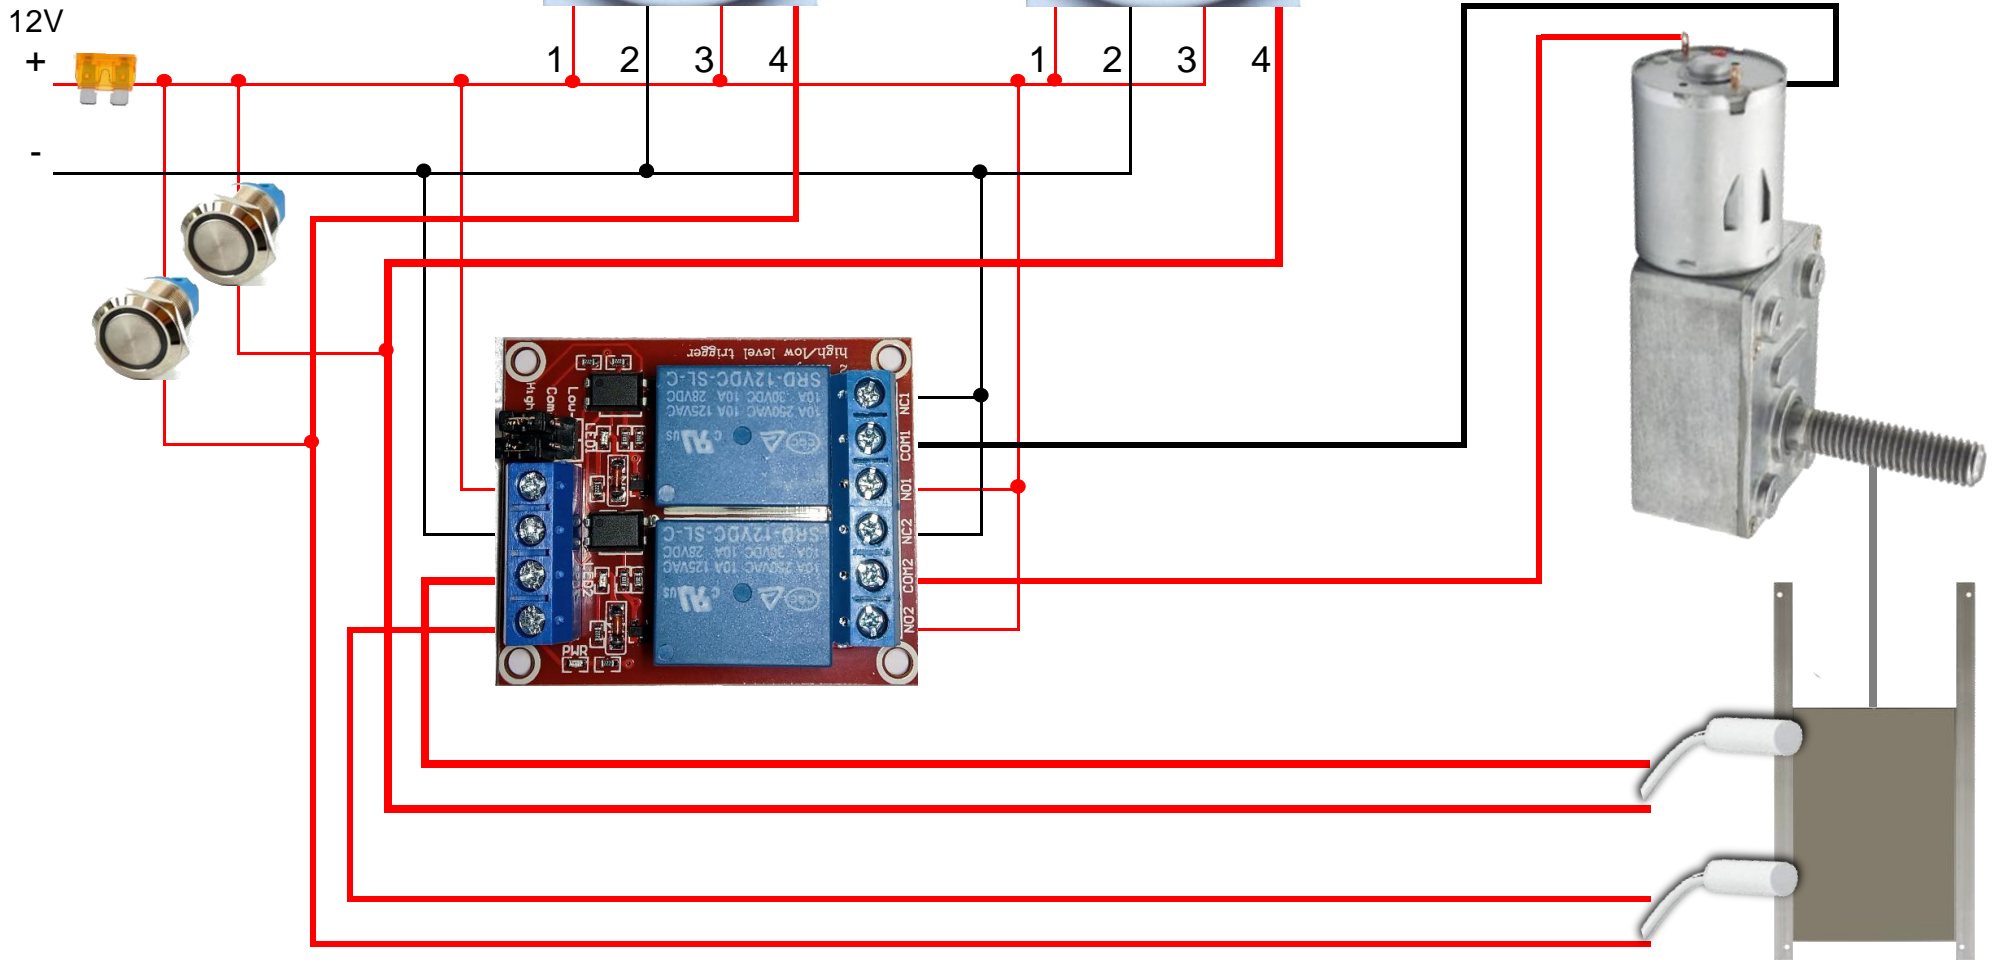 12V
+
-
1 2 3 4
1 2 3 4
high/low level trigger
High
Com
Low
SRD-12VDC-SL-C
10A 30VDC 10A 28VDC
10A 250VAC 10A 125VAC
LED1
SRD-12VDC-SL-C
10A 30VDC 10A 28VDC
10A 250VAC 10A 125VAC
LED2
PWR
NC1
COM1
NO1
NC2
COM2
NO2